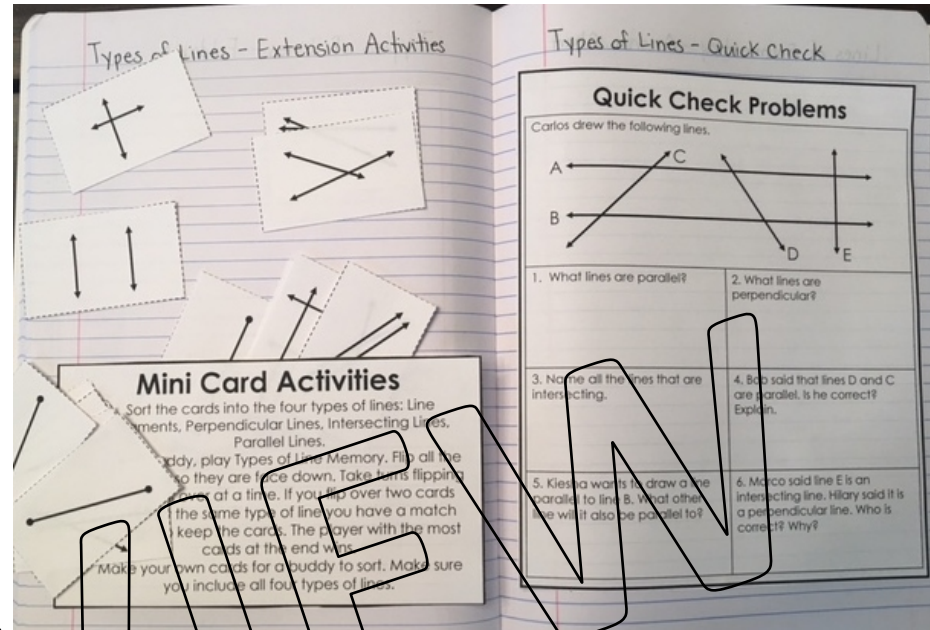 Types of Lines - Extension Activities
Mini Card Activities
Sort the cards into the four types of lines: Line
Perpendicular Lines, Intersecting Lines,
Parallel Lines.
play Types of Line Memory. Flip all the
so they are face down. Take turns flipping
over at a time. If you flip over two cards
the same type of line you have a match
keep the cards. The player with the most
cards at the end wins.
Make your own cards for a buddy to sort. Make sure
you include all four types of lines.
Types of Lines - Quick Check
Quick Check Problems
Carlos drew the following lines.
A
C
B
D
E
1. What lines are parallel?
2. What lines are
perpendicular?
3. Name all the lines that are
intersecting.
4. Bob said that lines D and C
are parallel. Is he correct?
Explain.
5. Kiesha wants to draw a line
parallel to line B. What other
line will it also be parallel to?
6. Marco said line E is an
intersecting line. Hilary said it is
a perpendicular line. Who is
correct? Why?